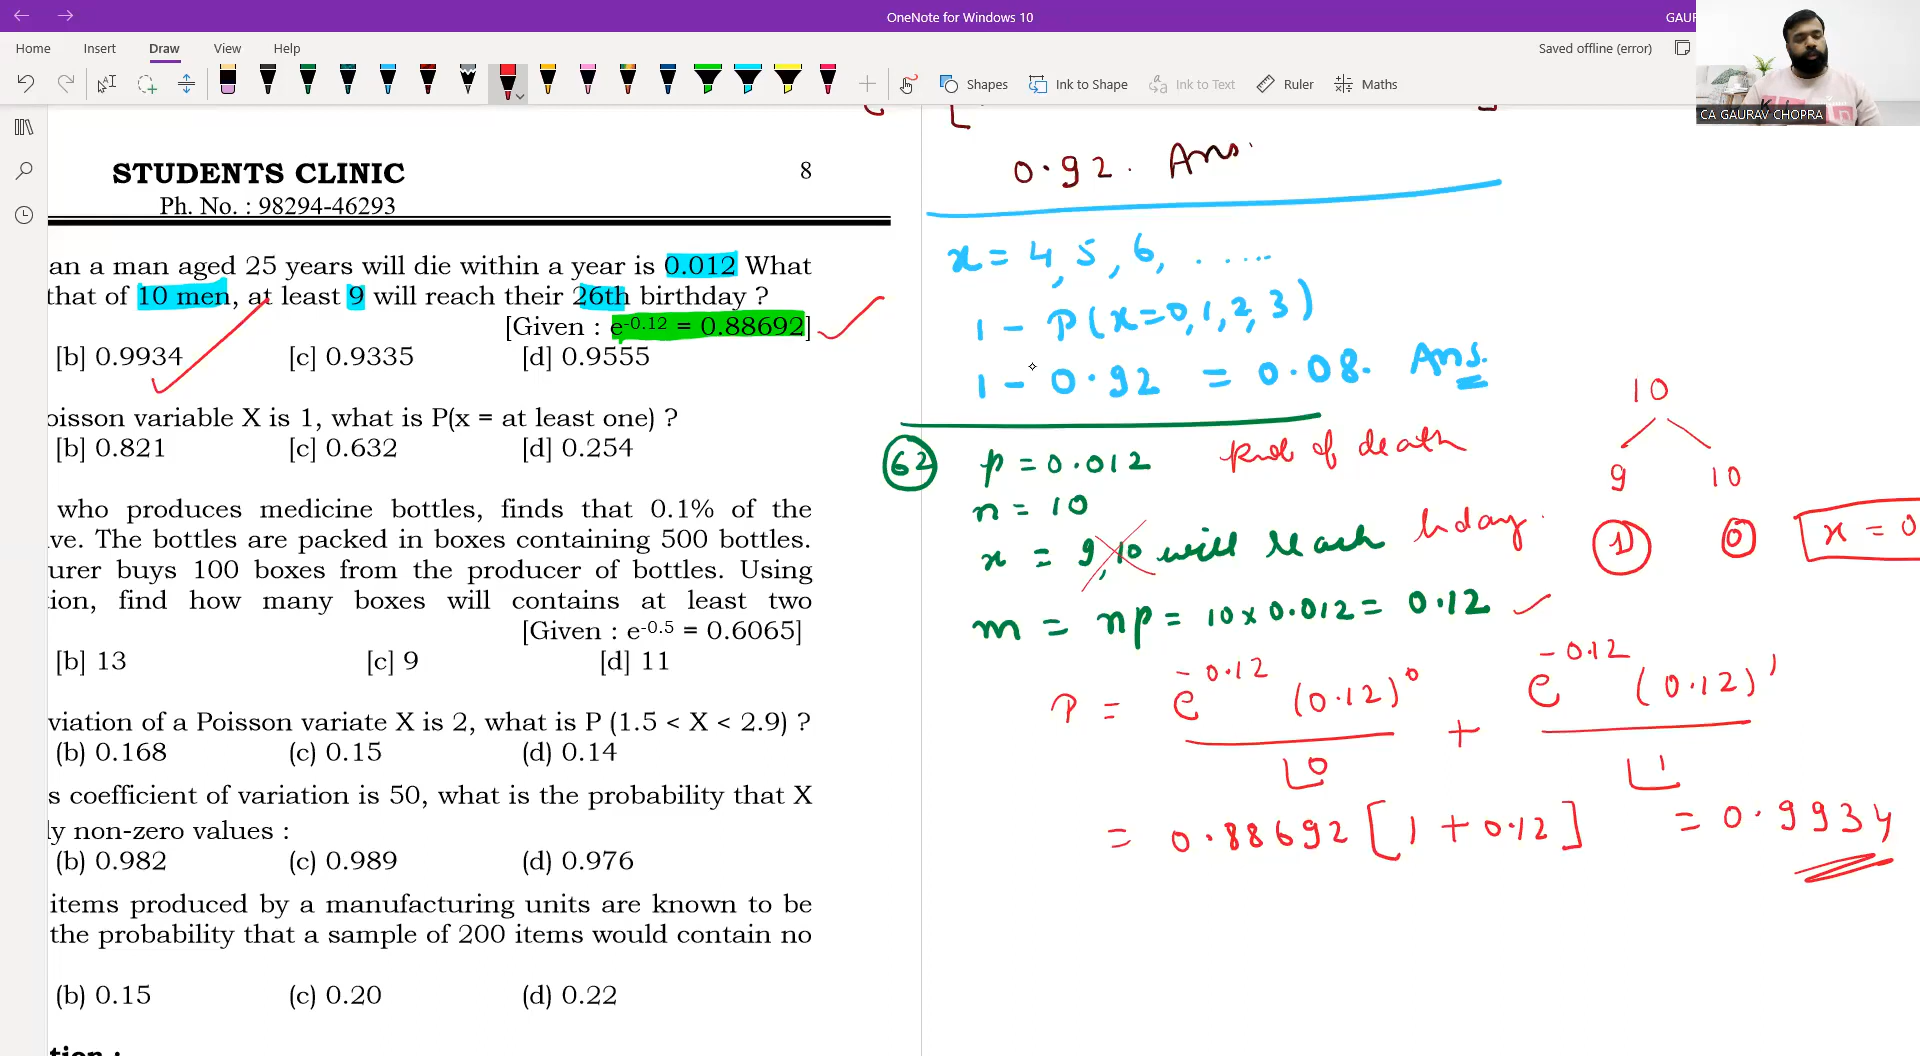 OneNote for Windows 10
GAUR
Home Insert Draw View Help
Saved offline (error)
Shapes Ink to Shape Ink to Text Ruler Maths
CA GAURAV CHOPRA
STUDENTS CLINIC 8
Ph. No. : 98294-46293
an a man aged 25 years will die within a year is 0.012 What
that of 10 men, at least 9 will reach their 26th birthday ?
[Given : e-0.12 = 0.88692]
[b] 0.9934 [c] 0.9335 [d] 0.9555
oisson variable X is 1, what is P(x = at least one) ?
[b] 0.821 [c] 0.632 [d] 0.254
who produces medicine bottles, finds that 0.1% of the
ve. The bottles are packed in boxes containing 500 bottles.
urer buys 100 boxes from the producer of bottles. Using
ion, find how many boxes will contains at least two
[Given : e-0.5 = 0.6065]
[b] 13 [c] 9 [d] 11
viation of a Poisson variate X is 2, what is P (1.5 < X < 2.9) ?
(b) 0.168 (c) 0.15 (d) 0.14
s coefficient of variation is 50, what is the probability that X
ly non-zero values :
(b) 0.982 (c) 0.989 (d) 0.976
items produced by a manufacturing units are known to be
the probability that a sample of 200 items would contain no
(b) 0.15 (c) 0.20 (d) 0.22
tion :
0.92. Ans.
x = 4, 5, 6, .....
1 - P(x=0,1,2,3)
1 - 0.92 = 0.08. Ans.
62 p = 0.012 of death
n = 10
x = 9,10 will reach bday.
m = np = 10 x 0.012 = 0.12
10
9 10
1 0
x = 0
P = e-0.12 (0.12)0 + e-0.12 (0.12)1
0 1
= 0.88692 [1 + 0.12] = 0.9934